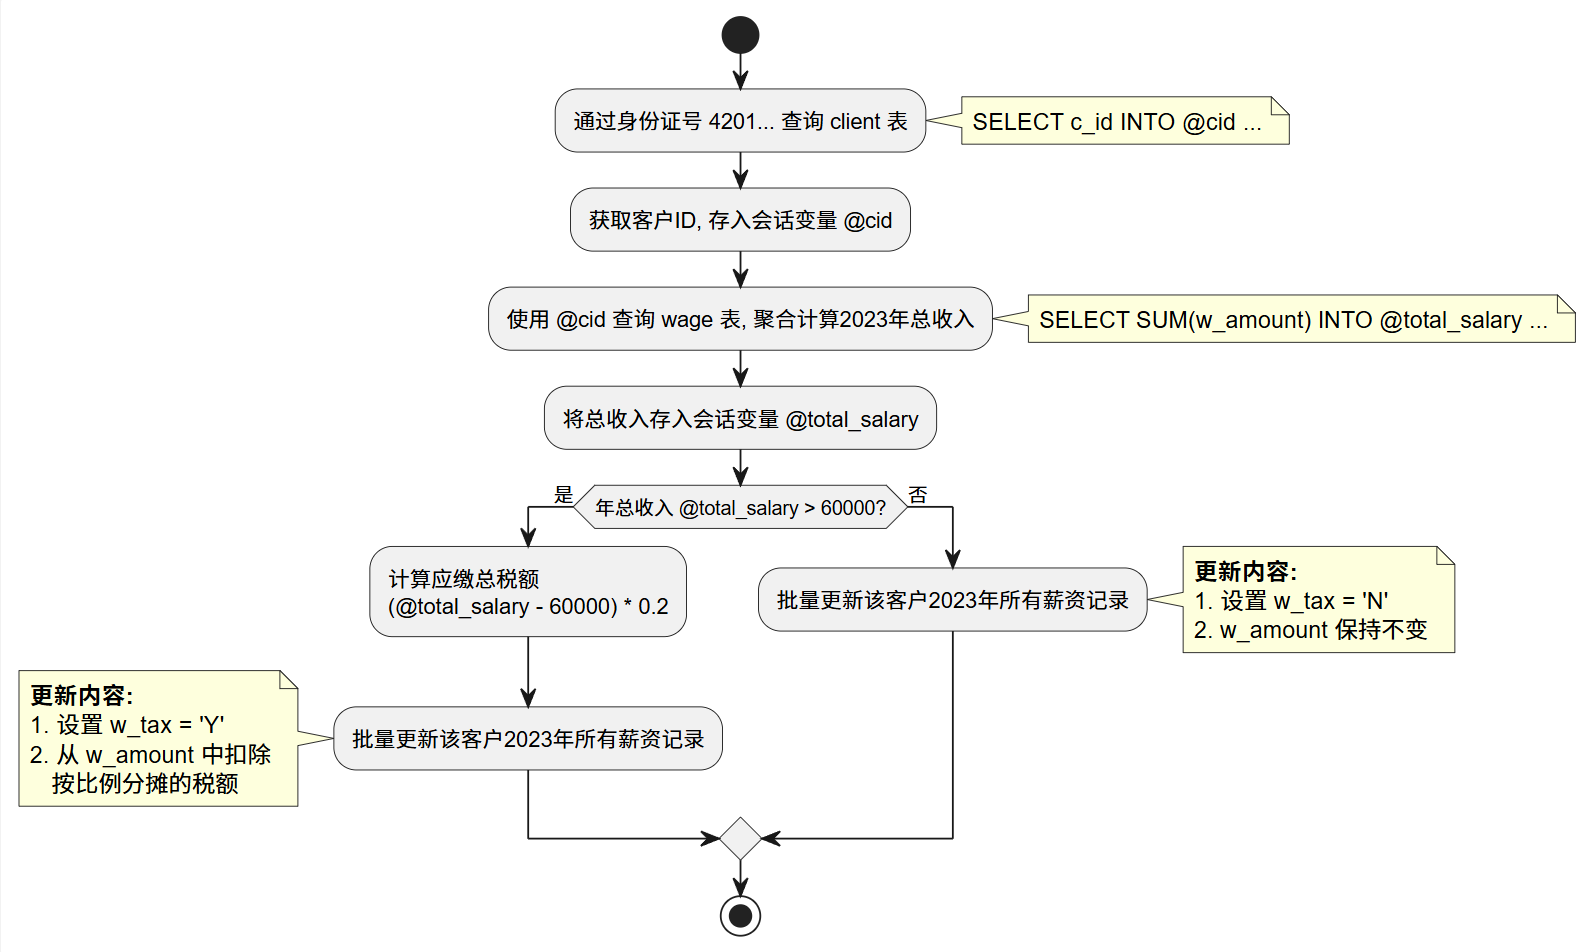 通过身份证号 4201... 查询 client 表
SELECT c_id INTO @cid ...
获取客户ID, 存入会话变量 @cid
使用 @cid 查询 wage 表, 聚合计算2023年总收入
SELECT SUM(w_amount) INTO @total_salary ...
将总收入存入会话变量 @total_salary
是
年总收入 @total_salary > 60000?
否
计算应缴总税额
(@total_salary - 60000) * 0.2
批量更新该客户2023年所有薪资记录
更新内容:
1. 设置 w_tax = 'N'
2. w_amount 保持不变
更新内容:
1. 设置 w_tax = 'Y'
2. 从 w_amount 中扣除
按比例分摊的税额
批量更新该客户2023年所有薪资记录